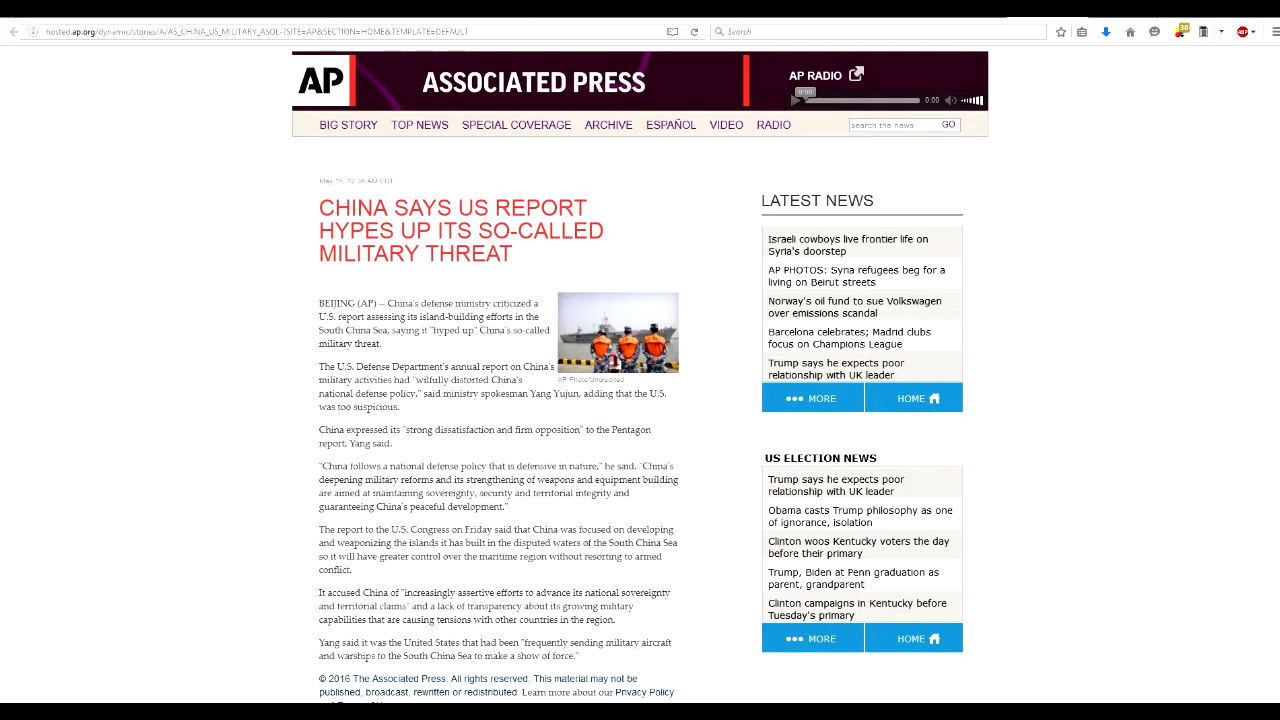 hosted.ap.org/dynamic/stories/A/AS_CHINA_US_MILITARY_ASOL-?SITE=AP&SECTION=HOME&TEMPLATE=DEFAULT
Search
30
ABP
AP
ASSOCIATED PRESS
AP RADIO
0:00
0:00
BIG STORY TOP NEWS SPECIAL COVERAGE ARCHIVE ESPAÑOL VIDEO RADIO
search the news GO
May 15, 12:36 AM EDT
CHINA SAYS US REPORT
HYPES UP ITS SO-CALLED
MILITARY THREAT
BEIJING (AP) -- China's defense ministry criticized a
U.S. report assessing its island-building efforts in the
South China Sea, saying it "hyped up" China's so-called
military threat.
AP Photo/Uncredited
The U.S. Defense Department's annual report on China's
military activities had "wilfully distorted China's
national defense policy," said ministry spokesman Yang Yujun, adding that the U.S.
was too suspicious.
China expressed its "strong dissatisfaction and firm opposition" to the Pentagon
report, Yang said.
"China follows a national defense policy that is defensive in nature," he said. "China's
deepening military reforms and its strengthening of weapons and equipment building
are aimed at maintaining sovereignty, security and territorial integrity and
guaranteeing China's peaceful development."
The report to the U.S. Congress on Friday said that China was focused on developing
and weaponizing the islands it has built in the disputed waters of the South China Sea
so it will have greater control over the maritime region without resorting to armed
conflict.
It accused China of "increasingly assertive efforts to advance its national sovereignty
and territorial claims" and a lack of transparency about its growing military
capabilities that are causing tensions with other countries in the region.
Yang said it was the United States that had been "frequently sending military aircraft
and warships to the South China Sea to make a show of force."
© 2016 The Associated Press. All rights reserved. This material may not be
published, broadcast, rewritten or redistributed. Learn more about our Privacy Policy
LATEST NEWS
Israeli cowboys live frontier life on
Syria's doorstep
AP PHOTOS: Syria refugees beg for a
living on Beirut streets
Norway's oil fund to sue Volkswagen
over emissions scandal
Barcelona celebrates; Madrid clubs
focus on Champions League
Trump says he expects poor
relationship with UK leader
MORE HOME
US ELECTION NEWS
Trump says he expects poor
relationship with UK leader
Obama casts Trump philosophy as one
of ignorance, isolation
Clinton woos Kentucky voters the day
before their primary
Trump, Biden at Penn graduation as
parent, grandparent
Clinton campaigns in Kentucky before
Tuesday's primary
MORE HOME